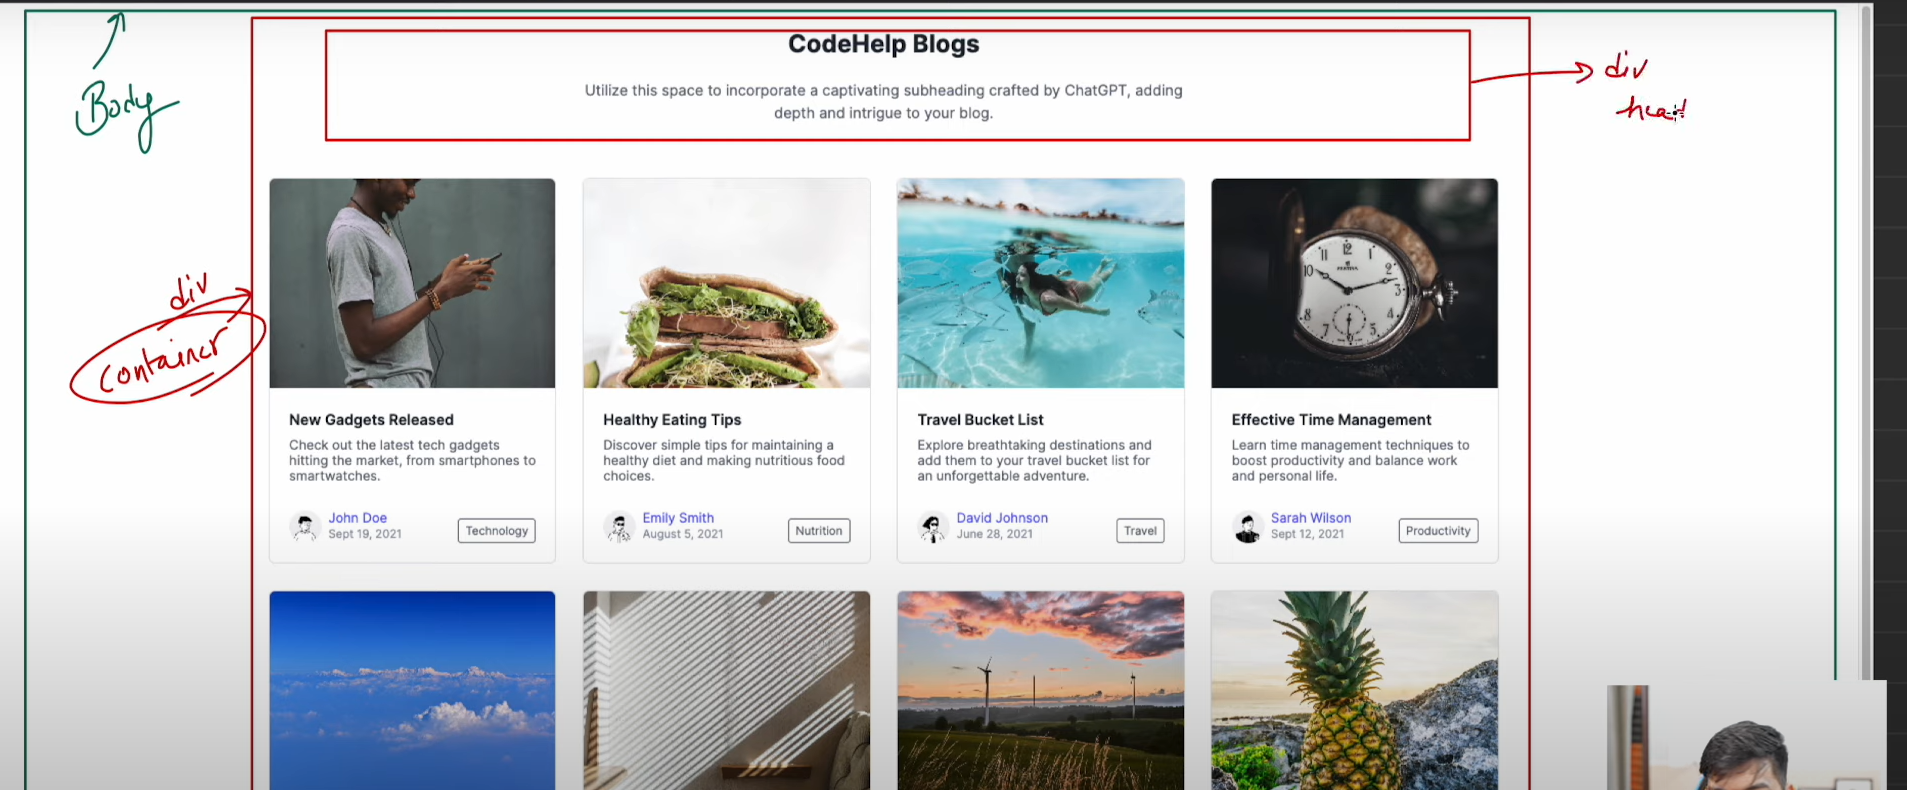 CodeHelp Blogs
Utilize this space to incorporate a captivating subheading crafted by ChatGPT, adding
depth and intrigue to your blog.
Body
div
head
div
container
New Gadgets Released
Check out the latest tech gadgets
hitting the market, from smartphones to
smartwatches.
John Doe
Sept 19, 2021
Technology
Healthy Eating Tips
Discover simple tips for maintaining a
healthy diet and making nutritious food
choices.
Emily Smith
August 5, 2021
Nutrition
Travel Bucket List
Explore breathtaking destinations and
add them to your travel bucket list for
an unforgettable adventure.
David Johnson
June 28, 2021
Travel
Effective Time Management
Learn time management techniques to
boost productivity and balance work
and personal life.
Sarah Wilson
Sept 12, 2021
Productivity